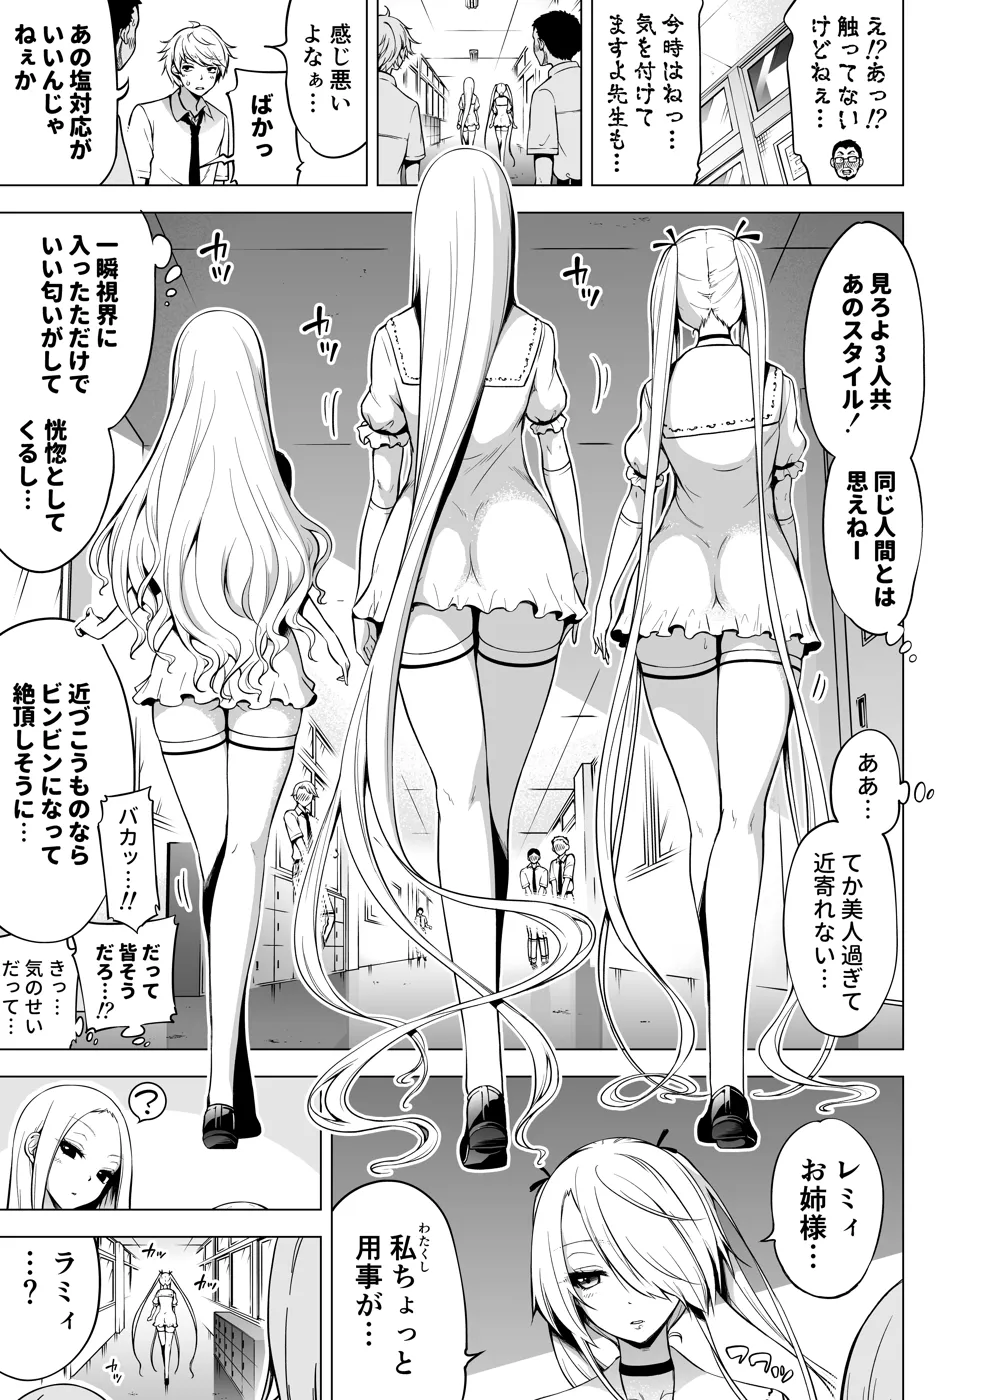 え!?あっ!?
触ってない
けどねぇ…
今時はねっ…
気を付けて
ますよ先生も…
感じ悪い
よなぁ…
ばかっ
あの塩対応が
いいんじゃ
ねぇか
見ろよ3人共
あのスタイル！
同じ人間とは
思えねー
カッ
カッ
一瞬視界に
入っただけで
いい匂いがして
恍惚として
くるし…
ああ…
てか美人過ぎて
近寄れない…
近づこうものなら
ビンビンになって
絶頂しそうに…
バカッ…!!
だって
皆そう
だろ…!?
きっ…
気のせい
だって…
レミィ
お姉様…
わたくし
私ちょっと
用事が…
?
ラミィ
…?
カッ
カッ